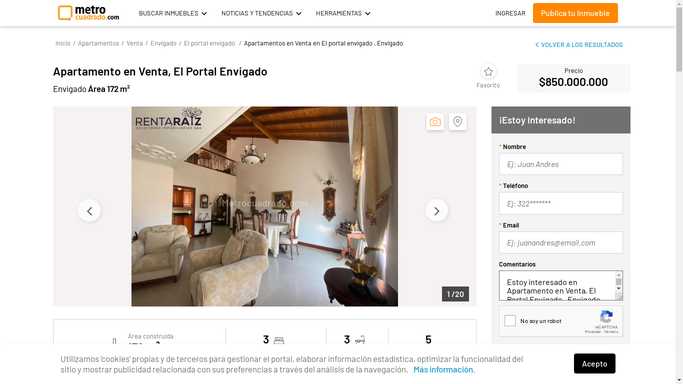 metro
cuadrado.com
BUSCAR INMUEBLES
NOTICIAS Y TENDENCIAS
HERRAMIENTAS
INGRESAR
Publica tu Inmueble
Inicio / Apartamentos / Venta / Envigado / El portal envigado / Apartamentos en Venta en El portal envigado , Envigado
VOLVER A LOS RESULTADOS
Apartamento en Venta, El Portal Envigado
Envigado Área 172 m²
Favorito
Precio
$850.000.000
RENTARAÍZ
Metrocuadrado.com
1 / 20
¡Estoy Interesado!
* Nombre
Ej: Juan Andres
* Teléfono
Ej: 322*******
* Email
Ej: juanandres@email.com
Comentarios
Estoy interesado en
Apartamento en Venta, El
Portal Envigado, Envigado
No soy un robot
reCAPTCHA
Privacidad - Términos
Área construida
3
3
5
Utilizamos 'cookies' propias y de terceros para gestionar el portal, elaborar información estadística, optimizar la funcionalidad del
sitio y mostrar publicidad relacionada con sus preferencias a través del análisis de la navegación. Más información.
Acepto